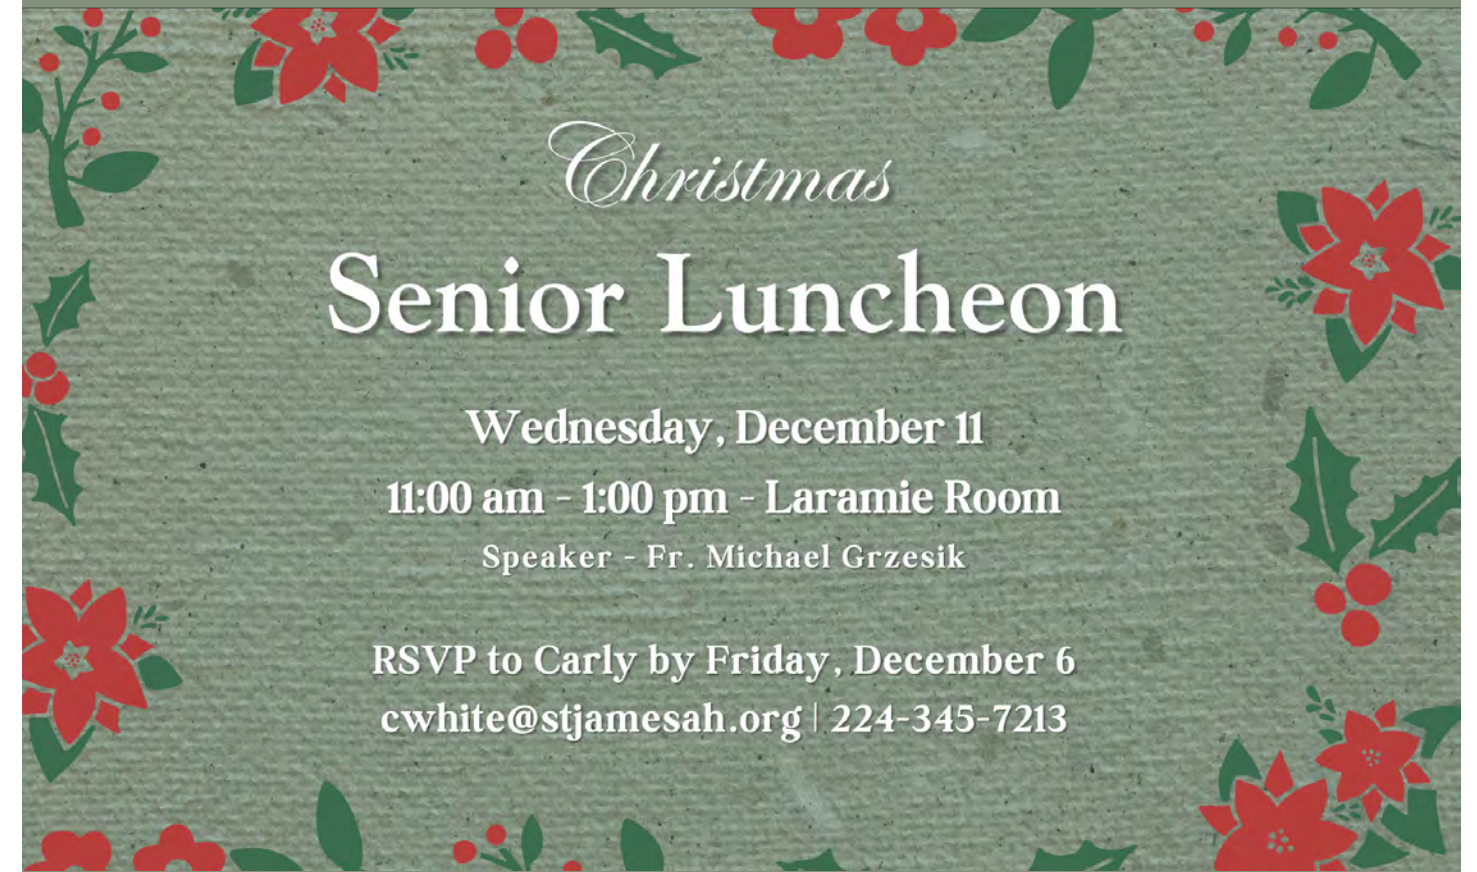 Christmas
Senior Luncheon
Wednesday, December 11
11:00 am - 1:00 pm - Laramie Room
Speaker - Fr. Michael Grzesik
RSVP to Carly by Friday, December 6
cwhite@stjamesah.org | 224-345-7213